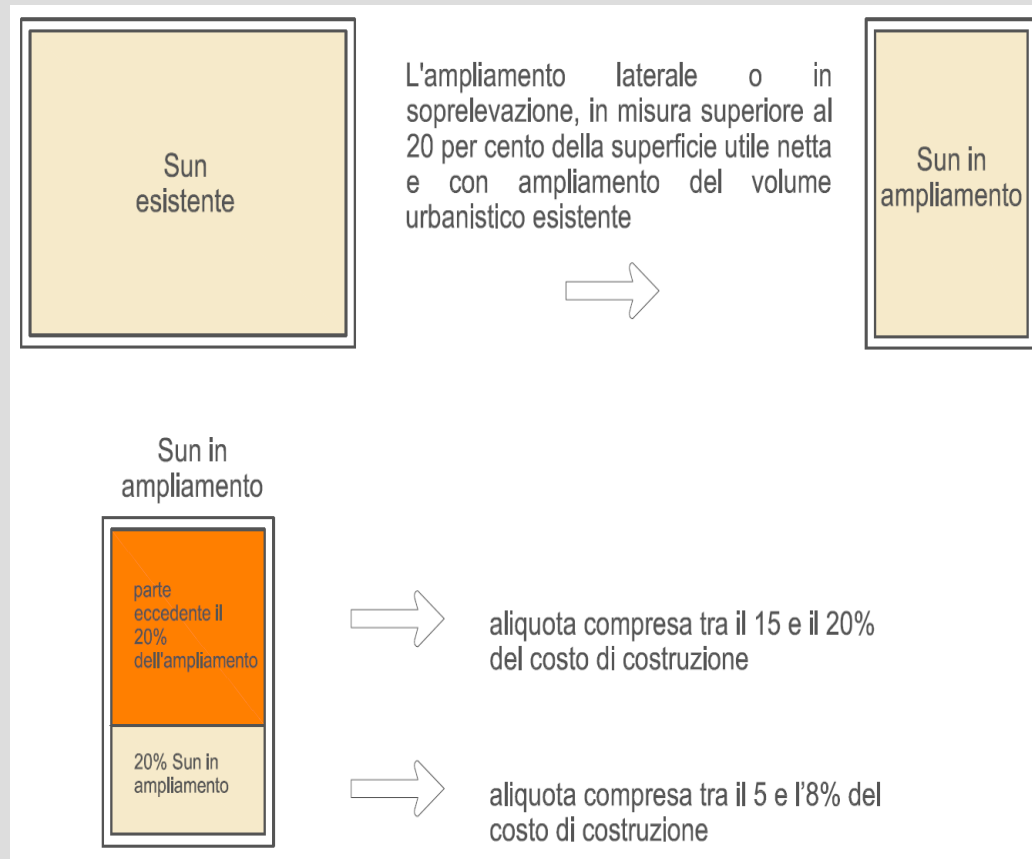 Sun
esistente
L'ampliamento laterale o in
soprelevazione, in misura superiore al
20 per cento della superficie utile netta
e con ampliamento del volume
urbanistico esistente
Sun in
ampliamento
Sun in
ampliamento
parte
eccedente il
20%
dell'ampliamento
aliquota compresa tra il 15 e il 20%
del costo di costruzione
20% Sun in
ampliamento
aliquota compresa tra il 5 e l'8% del
costo di costruzione